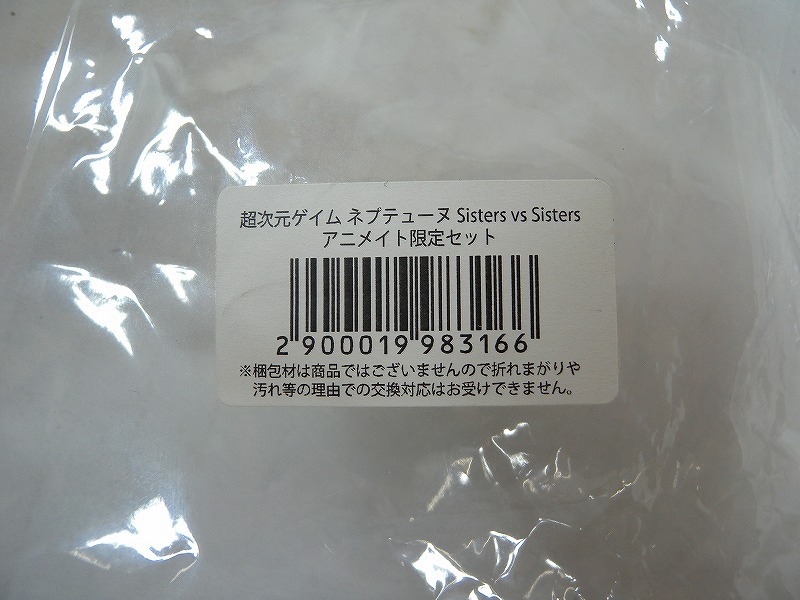 超次元ゲイム ネプテューヌ Sisters vs Sisters
アニメイト限定セット
2 900019 983166
※梱包材は商品ではございませんので折れまがりや
汚れ等の理由での交換対応はお受けできません。